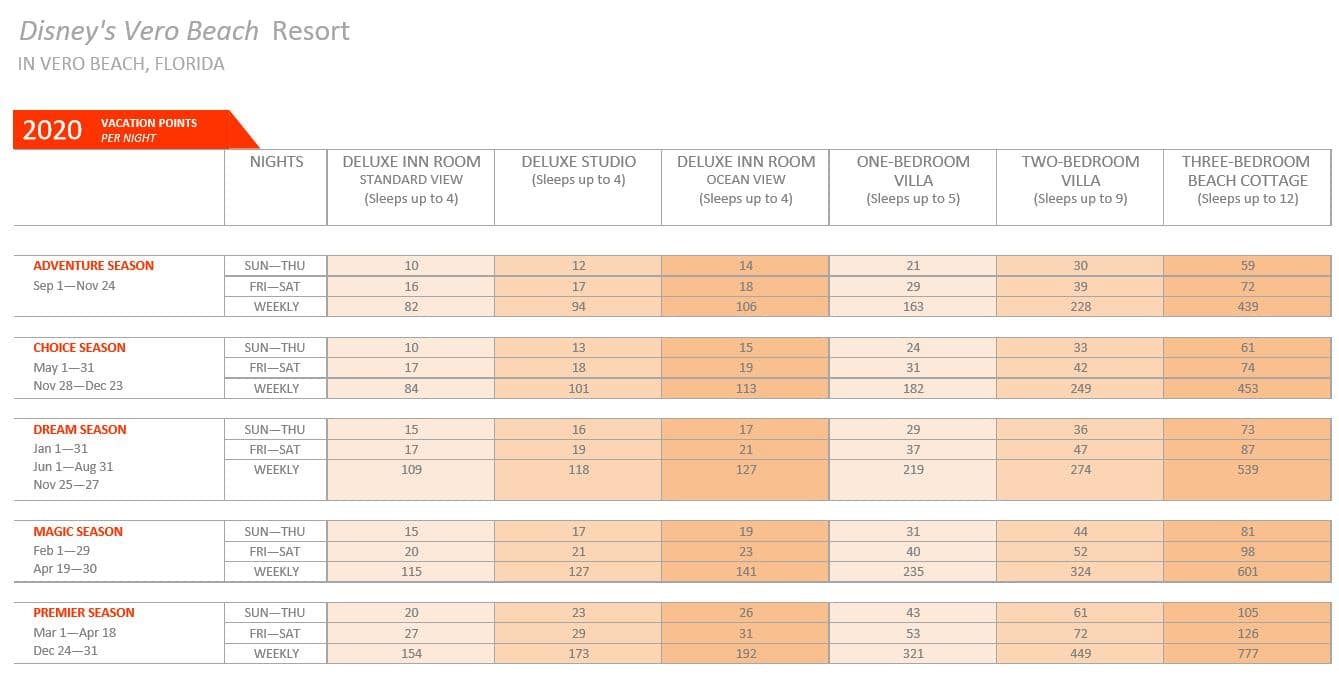 Disney's Vero Beach Resort
IN VERO BEACH, FLORIDA
2020 VACATION POINTS
PER NIGHT
NIGHTS DELUXE INN ROOM DELUXE STUDIO DELUXE INN ROOM ONE-BEDROOM TWO-BEDROOM THREE-BEDROOM
STANDARD VIEW (Sleeps up to 4) OCEAN VIEW VILLA VILLA BEACH COTTAGE
(Sleeps up to 4) (Sleeps up to 4) (Sleeps up to 5) (Sleeps up to 9) (Sleeps up to 12)
ADVENTURE SEASON SUN—THU 10 12 14 21 30 59
Sep 1—Nov 24 FRI—SAT 16 17 18 29 39 72
WEEKLY 82 94 106 163 228 439
CHOICE SEASON SUN—THU 10 13 15 24 33 61
May 1—31 FRI—SAT 17 18 19 31 42 74
Nov 28—Dec 23 WEEKLY 84 101 113 182 249 453
DREAM SEASON SUN—THU 15 16 17 29 36 73
Jan 1—31 FRI—SAT 17 19 21 37 47 87
Jun 1—Aug 31 WEEKLY 109 118 127 219 274 539
Nov 25—27
MAGIC SEASON SUN—THU 15 17 19 31 44 81
Feb 1—29 FRI—SAT 20 21 23 40 52 98
Apr 19—30 WEEKLY 115 127 141 235 324 601
PREMIER SEASON SUN—THU 20 23 26 43 61 105
Mar 1—Apr 18 FRI—SAT 27 29 31 53 72 126
Dec 24—31 WEEKLY 154 173 192 321 449 777